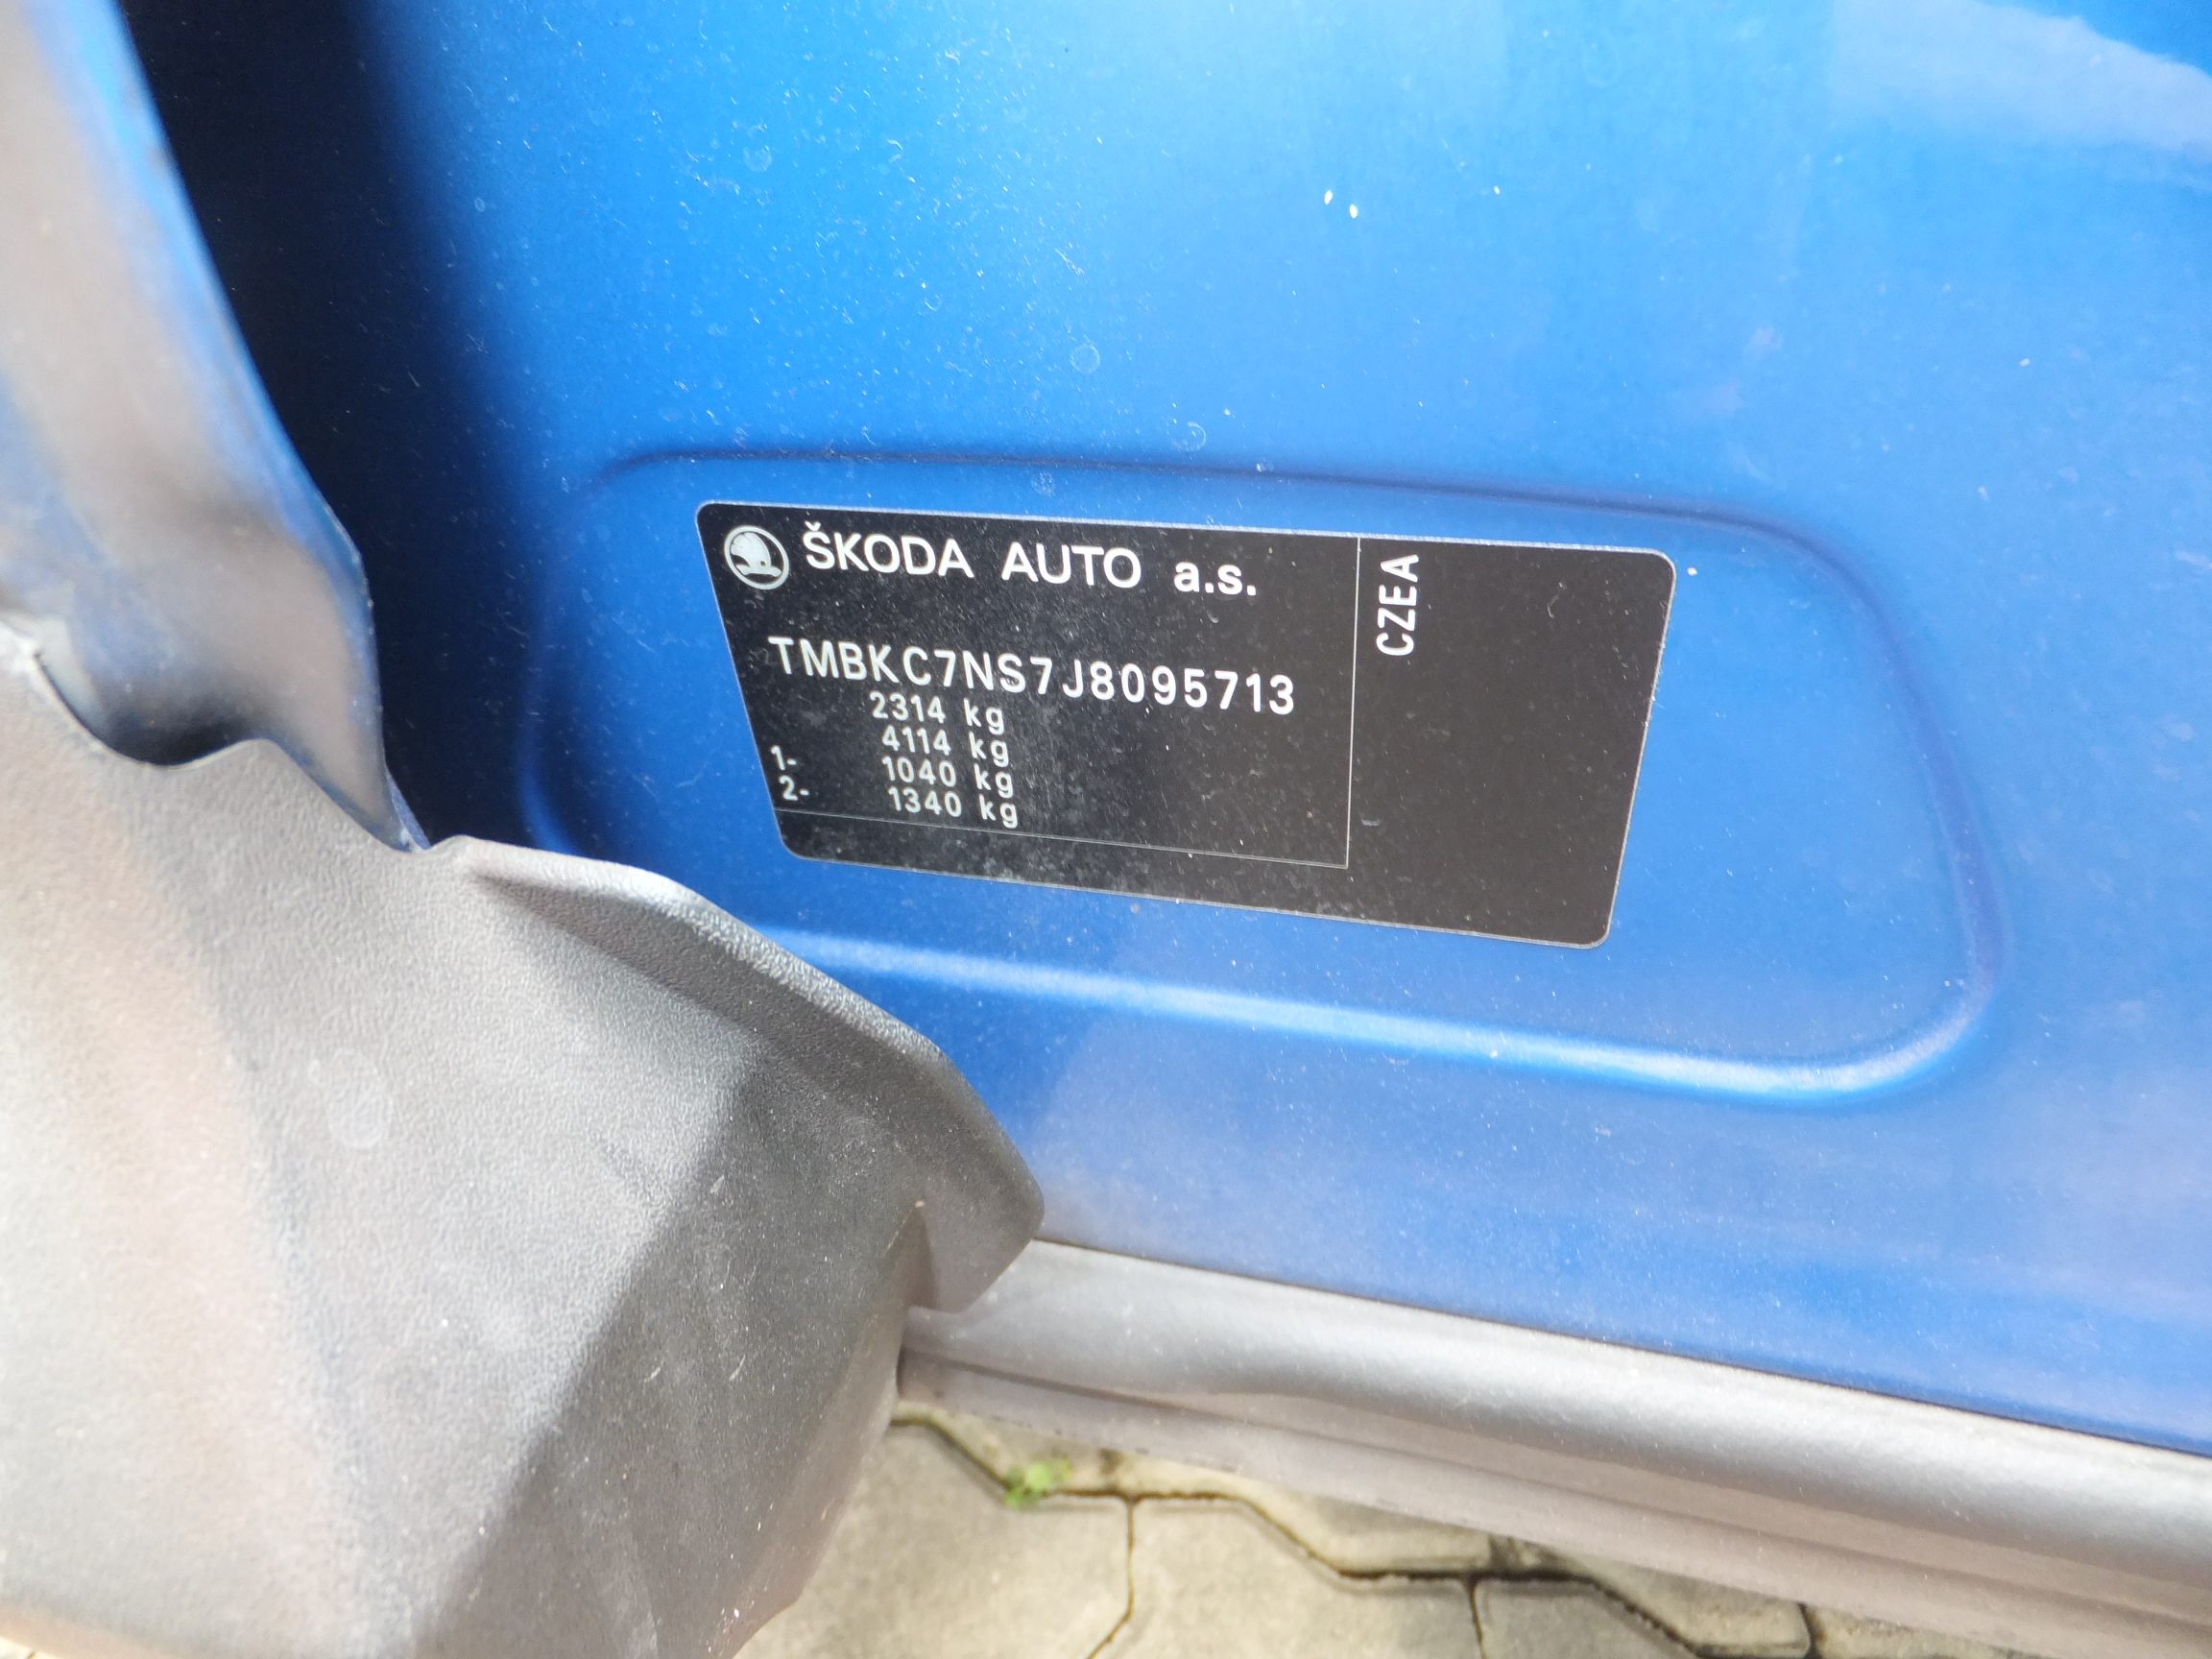 ŠKODA AUTO a.s.
TMBKC7NS7J8095713
2314 kg
4114 kg
1- 1040 kg
2- 1340 kg
CZEA